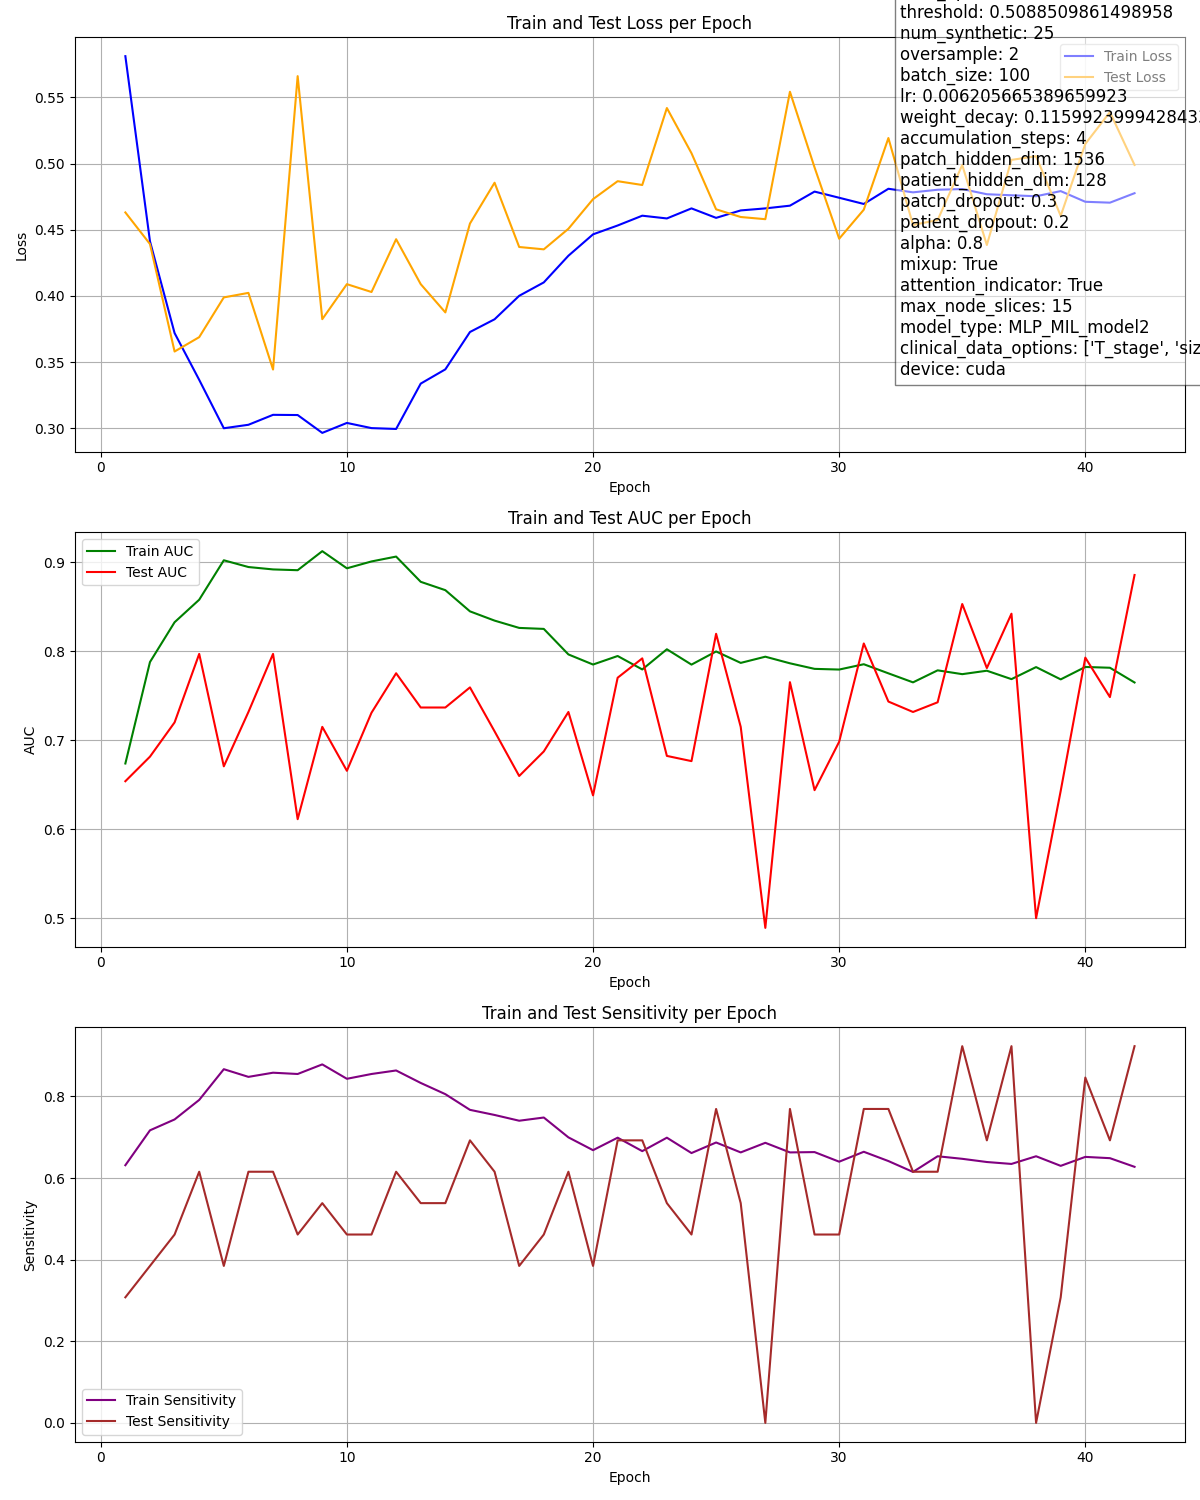 threshold: 0.5088509861498958
Train and Test Loss per Epoch
num_synthetic: 25
oversample: 2
Train Loss
batch_size: 100
Test Loss
lr: 0.006205665389659923
weight_decay: 0.115992399942843
accumulation_steps: 4
patch_hidden_dim: 1536
patient_hidden_dim: 128
patch_dropout: 0.3
patient_dropout: 0.2
alpha: 0.8
mixup: True
attention_indicator: True
max_node_slices: 15
model_type: MLP_MIL_model2
clinical_data_options: ['T_stage', 'siz
device: cuda
Loss
0.55
0.50
0.45
0.40
0.35
0.30
0 10 20 30 40
Epoch
Train and Test AUC per Epoch
Train AUC
Test AUC
AUC
0.9
0.8
0.7
0.6
0.5
0 10 20 30 40
Epoch
Train and Test Sensitivity per Epoch
Sensitivity
0.8
0.6
0.4
0.2
0.0
Train Sensitivity
Test Sensitivity
0 10 20 30 40
Epoch